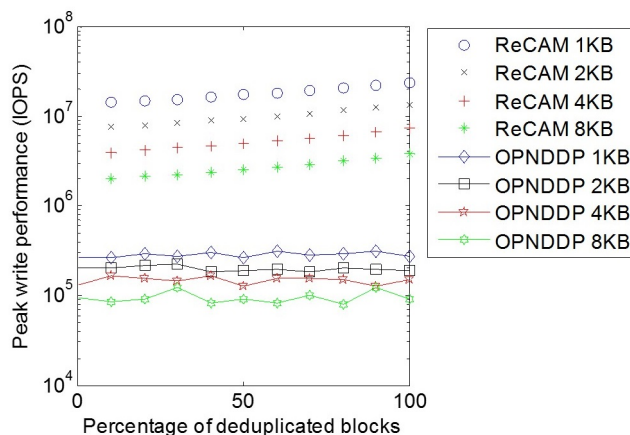 10^8
10^7
10^6
10^5
10^4
Peak write performance (IOPS)
0
50
100
Percentage of deduplicated blocks
ReCAM 1KB
ReCAM 2KB
ReCAM 4KB
ReCAM 8KB
OPNDDP 1KB
OPNDDP 2KB
OPNDDP 4KB
OPNDDP 8KB